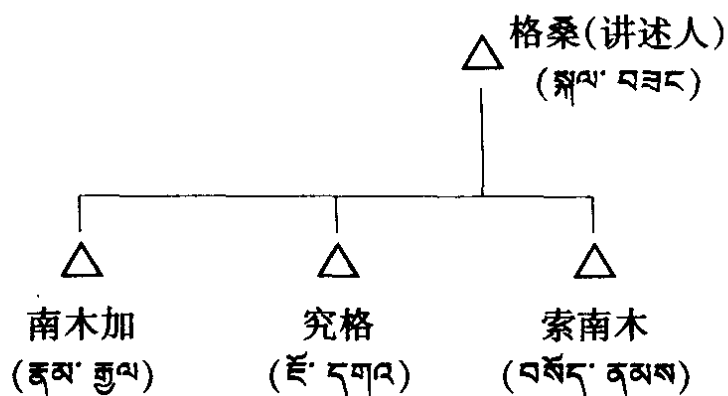 格桑(讲述人)
(སྐལ་ བཟང)
南木加 究格 索南木
(རྣམ་ རྒྱལ) (ཇོ་ དགའ) (བསོད་ ནམས)